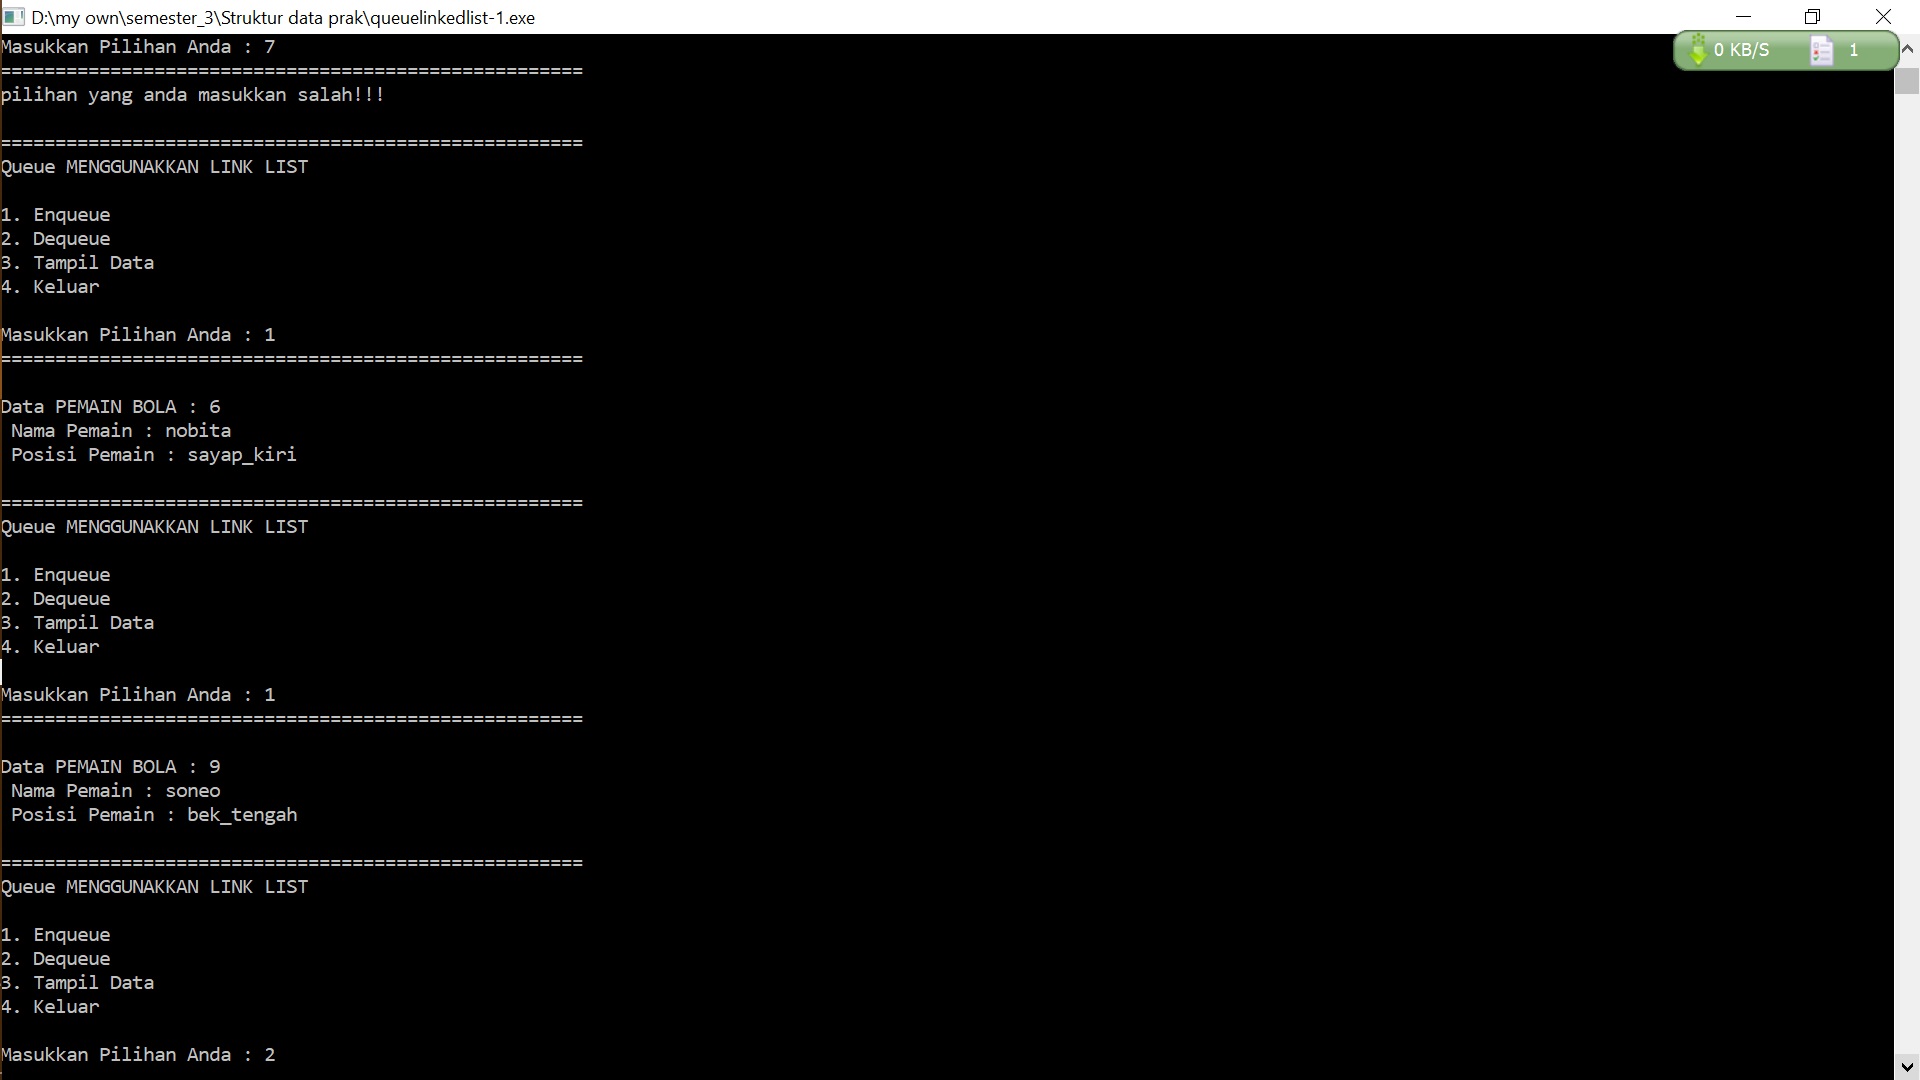 D:\my own\semester_3\Struktur data prak\queuelinkedlist-1.exe
0 KB/S 1
Masukkan Pilihan Anda : 7
=====================================================
pilihan yang anda masukkan salah!!!
=====================================================
Queue MENGGUNAKKAN LINK LIST
1. Enqueue
2. Dequeue
3. Tampil Data
4. Keluar
Masukkan Pilihan Anda : 1
=====================================================
Data PEMAIN BOLA : 6
Nama Pemain : nobita
Posisi Pemain : sayap_kiri
=====================================================
Queue MENGGUNAKKAN LINK LIST
1. Enqueue
2. Dequeue
3. Tampil Data
4. Keluar
Masukkan Pilihan Anda : 1
=====================================================
Data PEMAIN BOLA : 9
Nama Pemain : soneo
Posisi Pemain : bek_tengah
=====================================================
Queue MENGGUNAKKAN LINK LIST
1. Enqueue
2. Dequeue
3. Tampil Data
4. Keluar
Masukkan Pilihan Anda : 2